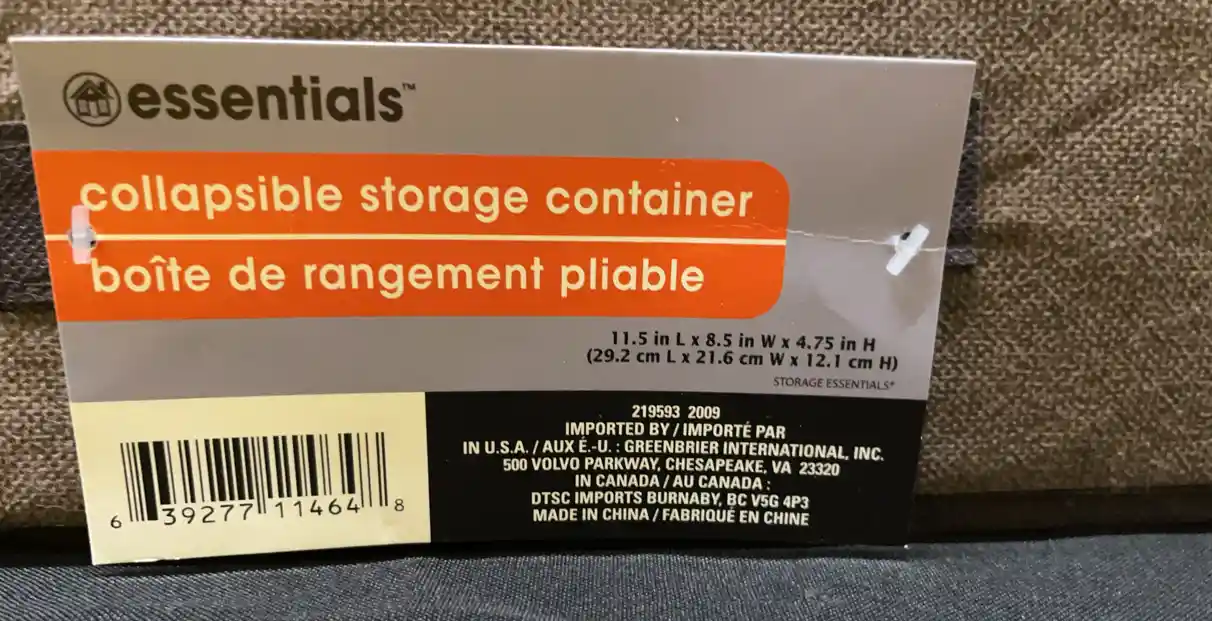 essentials™
collapsible storage container
boîte de rangement pliable
11.5 in L x 8.5 in W x 4.75 in H
(29.2 cm L x 21.6 cm W x 12.1 cm H)
STORAGE ESSENTIALS®
219593 2009
IMPORTED BY / IMPORTÉ PAR
IN U.S.A. / AUX É.-U. : GREENBRIER INTERNATIONAL, INC.
500 VOLVO PARKWAY, CHESAPEAKE, VA 23320
IN CANADA / AU CANADA :
DTSC IMPORTS BURNABY, BC V5G 4P3
MADE IN CHINA / FABRIQUÉ EN CHINE
6 39277 11464 8